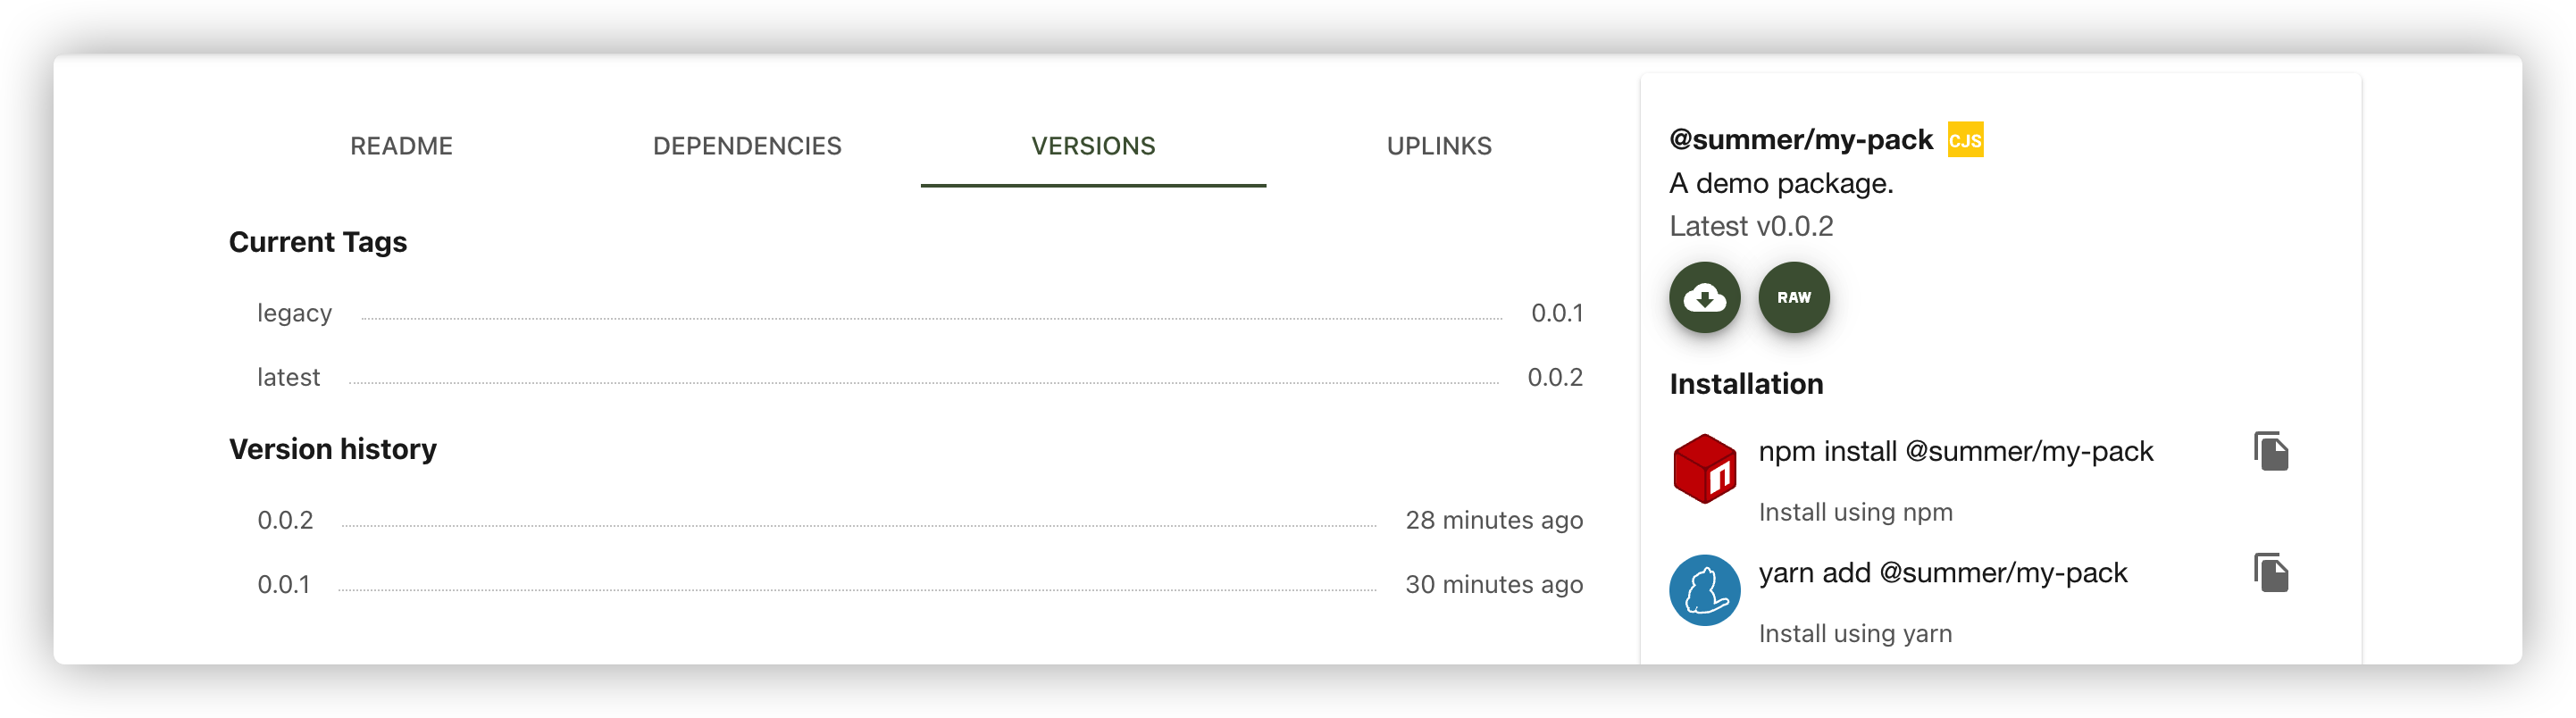 README DEPENDENCIES VERSIONS UPLINKS
Current Tags
legacy 0.0.1
latest 0.0.2
Version history
0.0.2 28 minutes ago
0.0.1 30 minutes ago
@summer/my-pack CJS
A demo package.
Latest v0.0.2
RAW
Installation
npm install @summer/my-pack
Install using npm
yarn add @summer/my-pack
Install using yarn